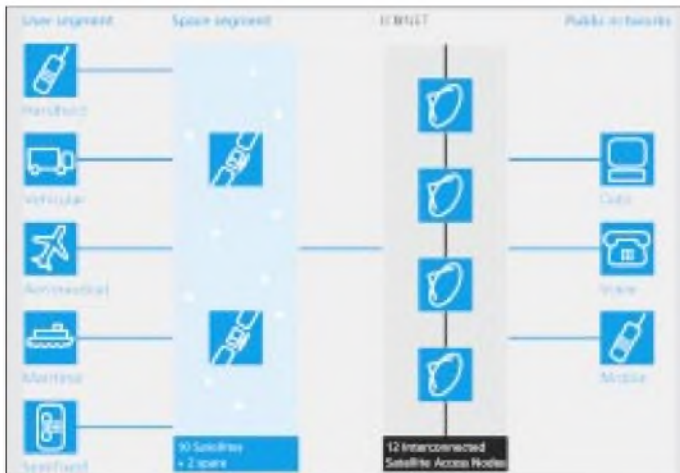 User segment
Space segment
ICONET
Public networks
Handheld
Vehicular
Data
Aeronautical
Voice
Maritime
Mobile
Semi-fixed
10 Satellites
+ 2 spare
12 Interconnected
Satellite Access Nodes